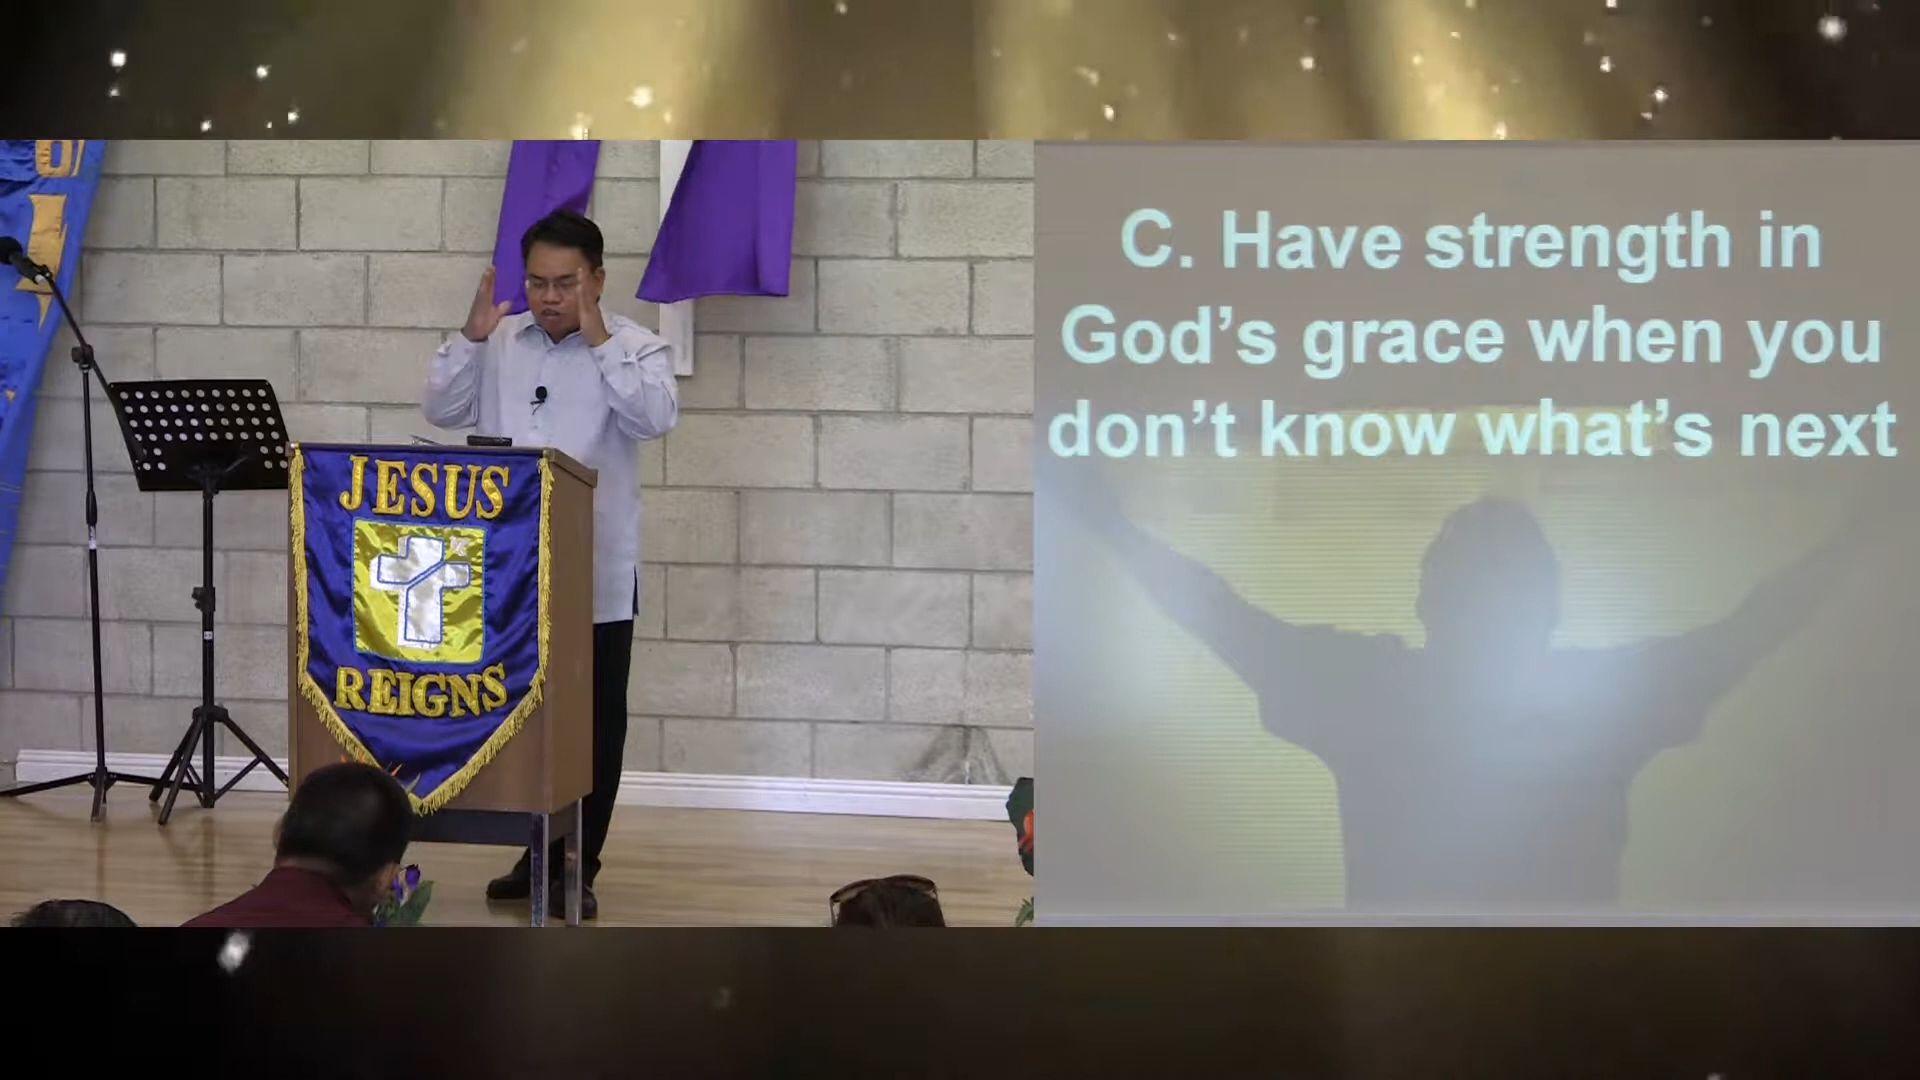 JESUS
REIGNS
C. Have strength in
God's grace when you
don't know what's next